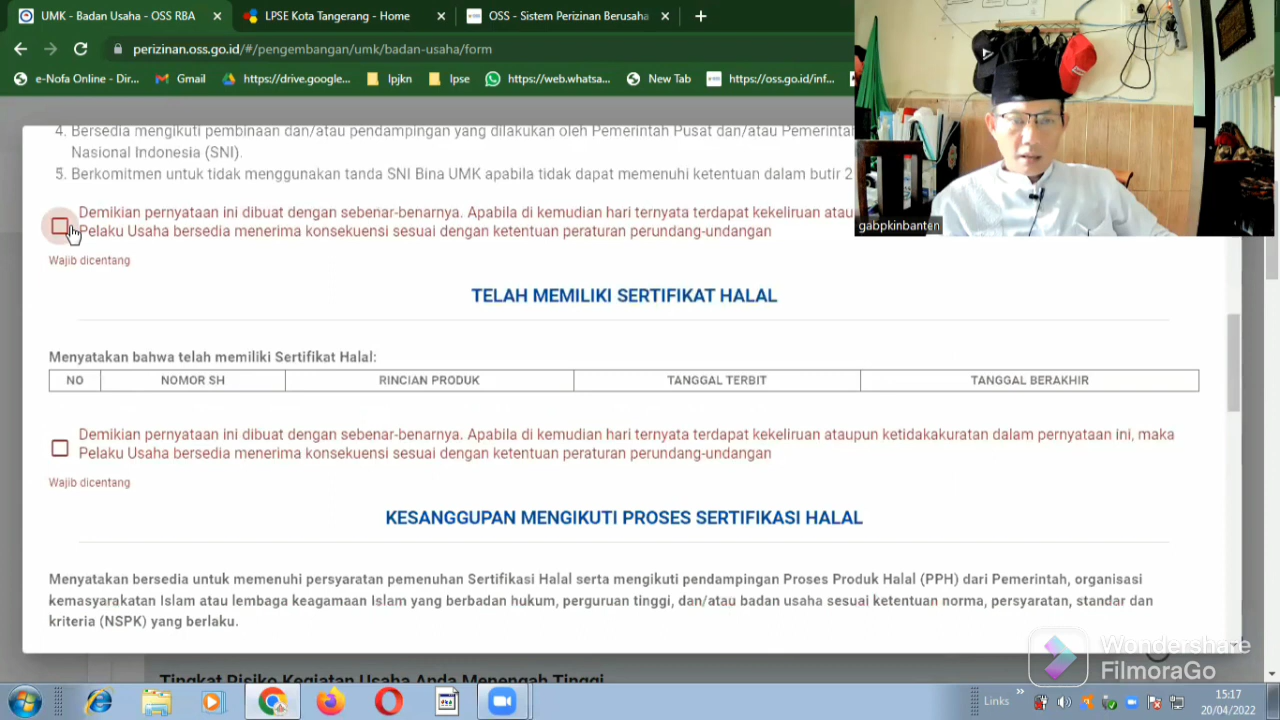 UMK - Badan Usaha - OSS RBA
LPSE Kota Tangerang - Home
OSS - Sistem Perizinan Berusaha
perizinan.oss.go.id/#/pengembangan/umk/badan-usaha/form
e-Nofa Online - Dir...
Gmail
https://drive.google...
lpjkn
lpse
https://web.whatsa...
New Tab
https://oss.go.id/inf...
4. Bersedia mengikuti pembinaan dan/atau pendampingan yang dilakukan oleh Pemerintah Pusat dan/atau
Nasional Indonesia (SNI).
5. Berkomitmen untuk tidak menggunakan tanda SNI Bina UMK apabila tidak dapat memenuhi ketentuan dalam butir 2
Demikian pernyataan ini dibuat dengan sebenar-benarnya. Apabila di kemudian hari ternyata terdapat kekeliruan
Pelaku Usaha bersedia menerima konsekuensi sesuai dengan ketentuan peraturan perundang-undangan
Wajib dicentang
gabpkinbanten
TELAH MEMILIKI SERTIFIKAT HALAL
Menyatakan bahwa telah memiliki Sertifikat Halal:
NO NOMOR SH RINCIAN PRODUK TANGGAL TERBIT TANGGAL BERAKHIR
Demikian pernyataan ini dibuat dengan sebenar-benarnya. Apabila di kemudian hari ternyata terdapat kekeliruan ataupun ketidakakuratan dalam pernyataan ini, maka
Pelaku Usaha bersedia menerima konsekuensi sesuai dengan ketentuan peraturan perundang-undangan
Wajib dicentang
KESANGGUPAN MENGIKUTI PROSES SERTIFIKASI HALAL
Menyatakan bersedia untuk memenuhi persyaratan pemenuhan Sertifikasi Halal serta mengikuti pendampingan Proses Produk Halal (PPH) dari Pemerintah, organisasi
kemasyarakatan Islam atau lembaga keagamaan Islam yang berbadan hukum, perguruan tinggi, dan/atau badan usaha sesuai ketentuan norma, persyaratan, standar dan
kriteria (NSPK) yang berlaku.
Wondershare
FilmoraGo
Tingkat Risiko Kegiatan Usaha Anda Menengah Tinggi
Links
15:17
20/04/2022